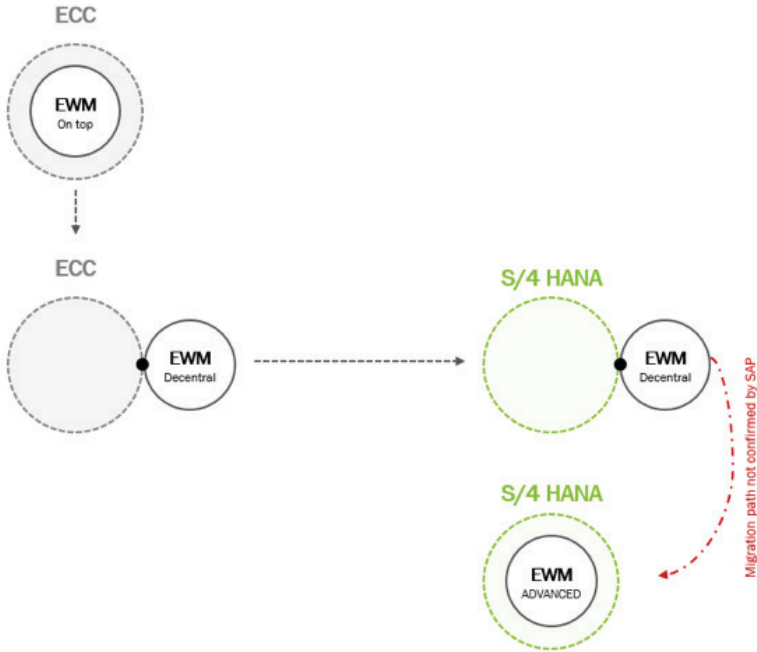 ECC
EWM
On top
ECC
EWM
Decentral
S/4 HANA
EWM
Decentral
Migration path not confirmed by SAP
S/4 HANA
EWM
ADVANCED